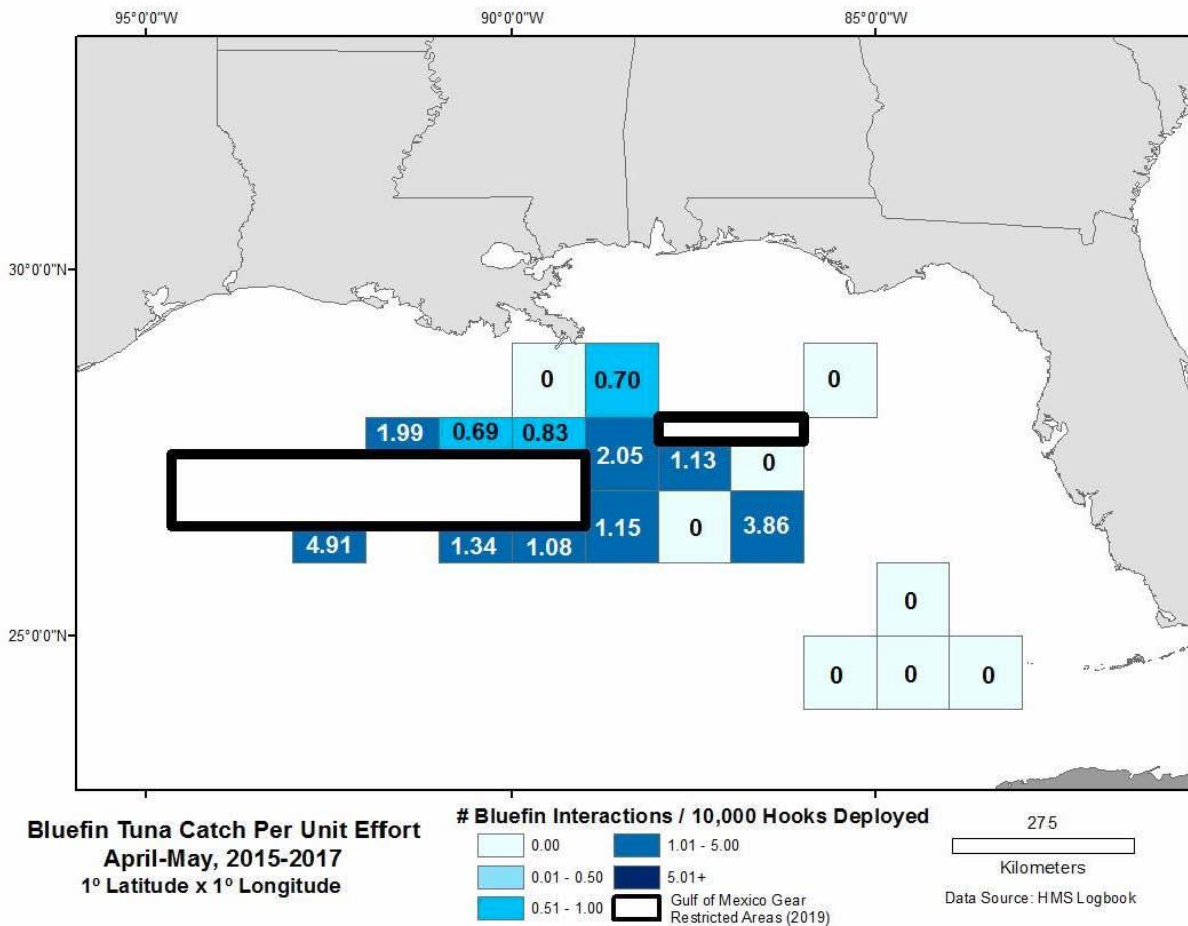 95°0'0"W 90°0'0"W 85°0'0"W
30°0'0"N
0 0.70 0
1.99 0.69 0.83
2.05 1.13 0
4.91 1.34 1.08 1.15 0 3.86
0
25°0'0"N
0 0 0
Bluefin Tuna Catch Per Unit Effort
April-May, 2015-2017
1º Latitude x 1º Longitude
# Bluefin Interactions / 10,000 Hooks Deployed
0.00 1.01 - 5.00
0.01 - 0.50 5.01+
0.51 - 1.00 Gulf of Mexico Gear
Restricted Areas (2019)
275
Kilometers
Data Source: HMS Logbook